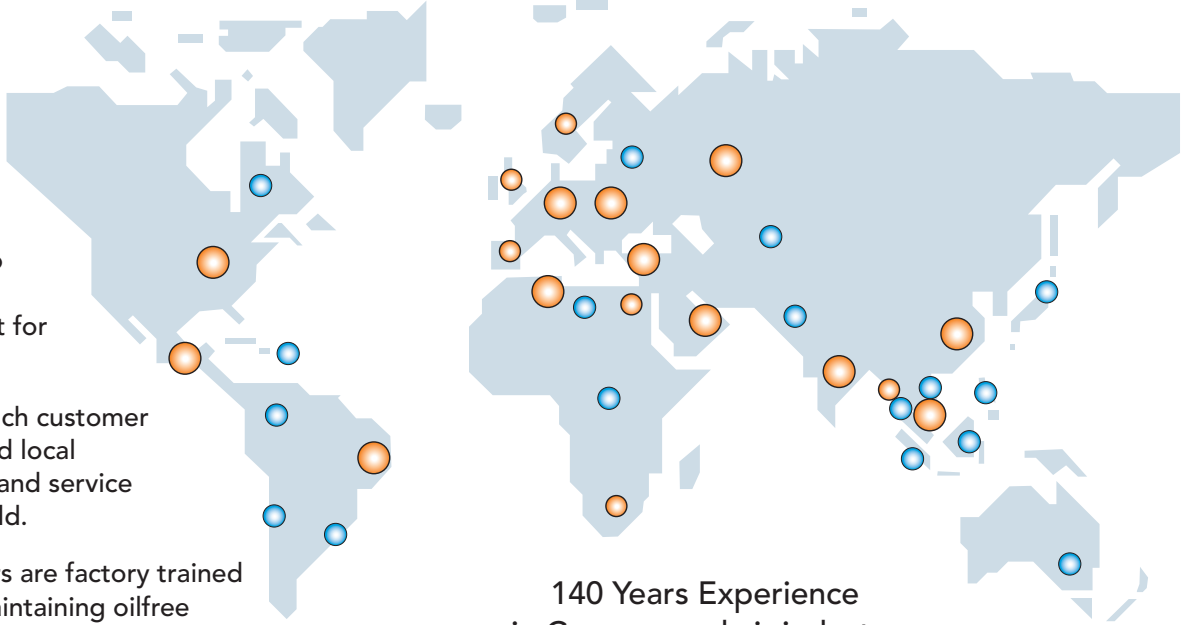 t for
ch customer
d local
and service
ld.
s are factory trained
intaining oilfree
140 Years Experience